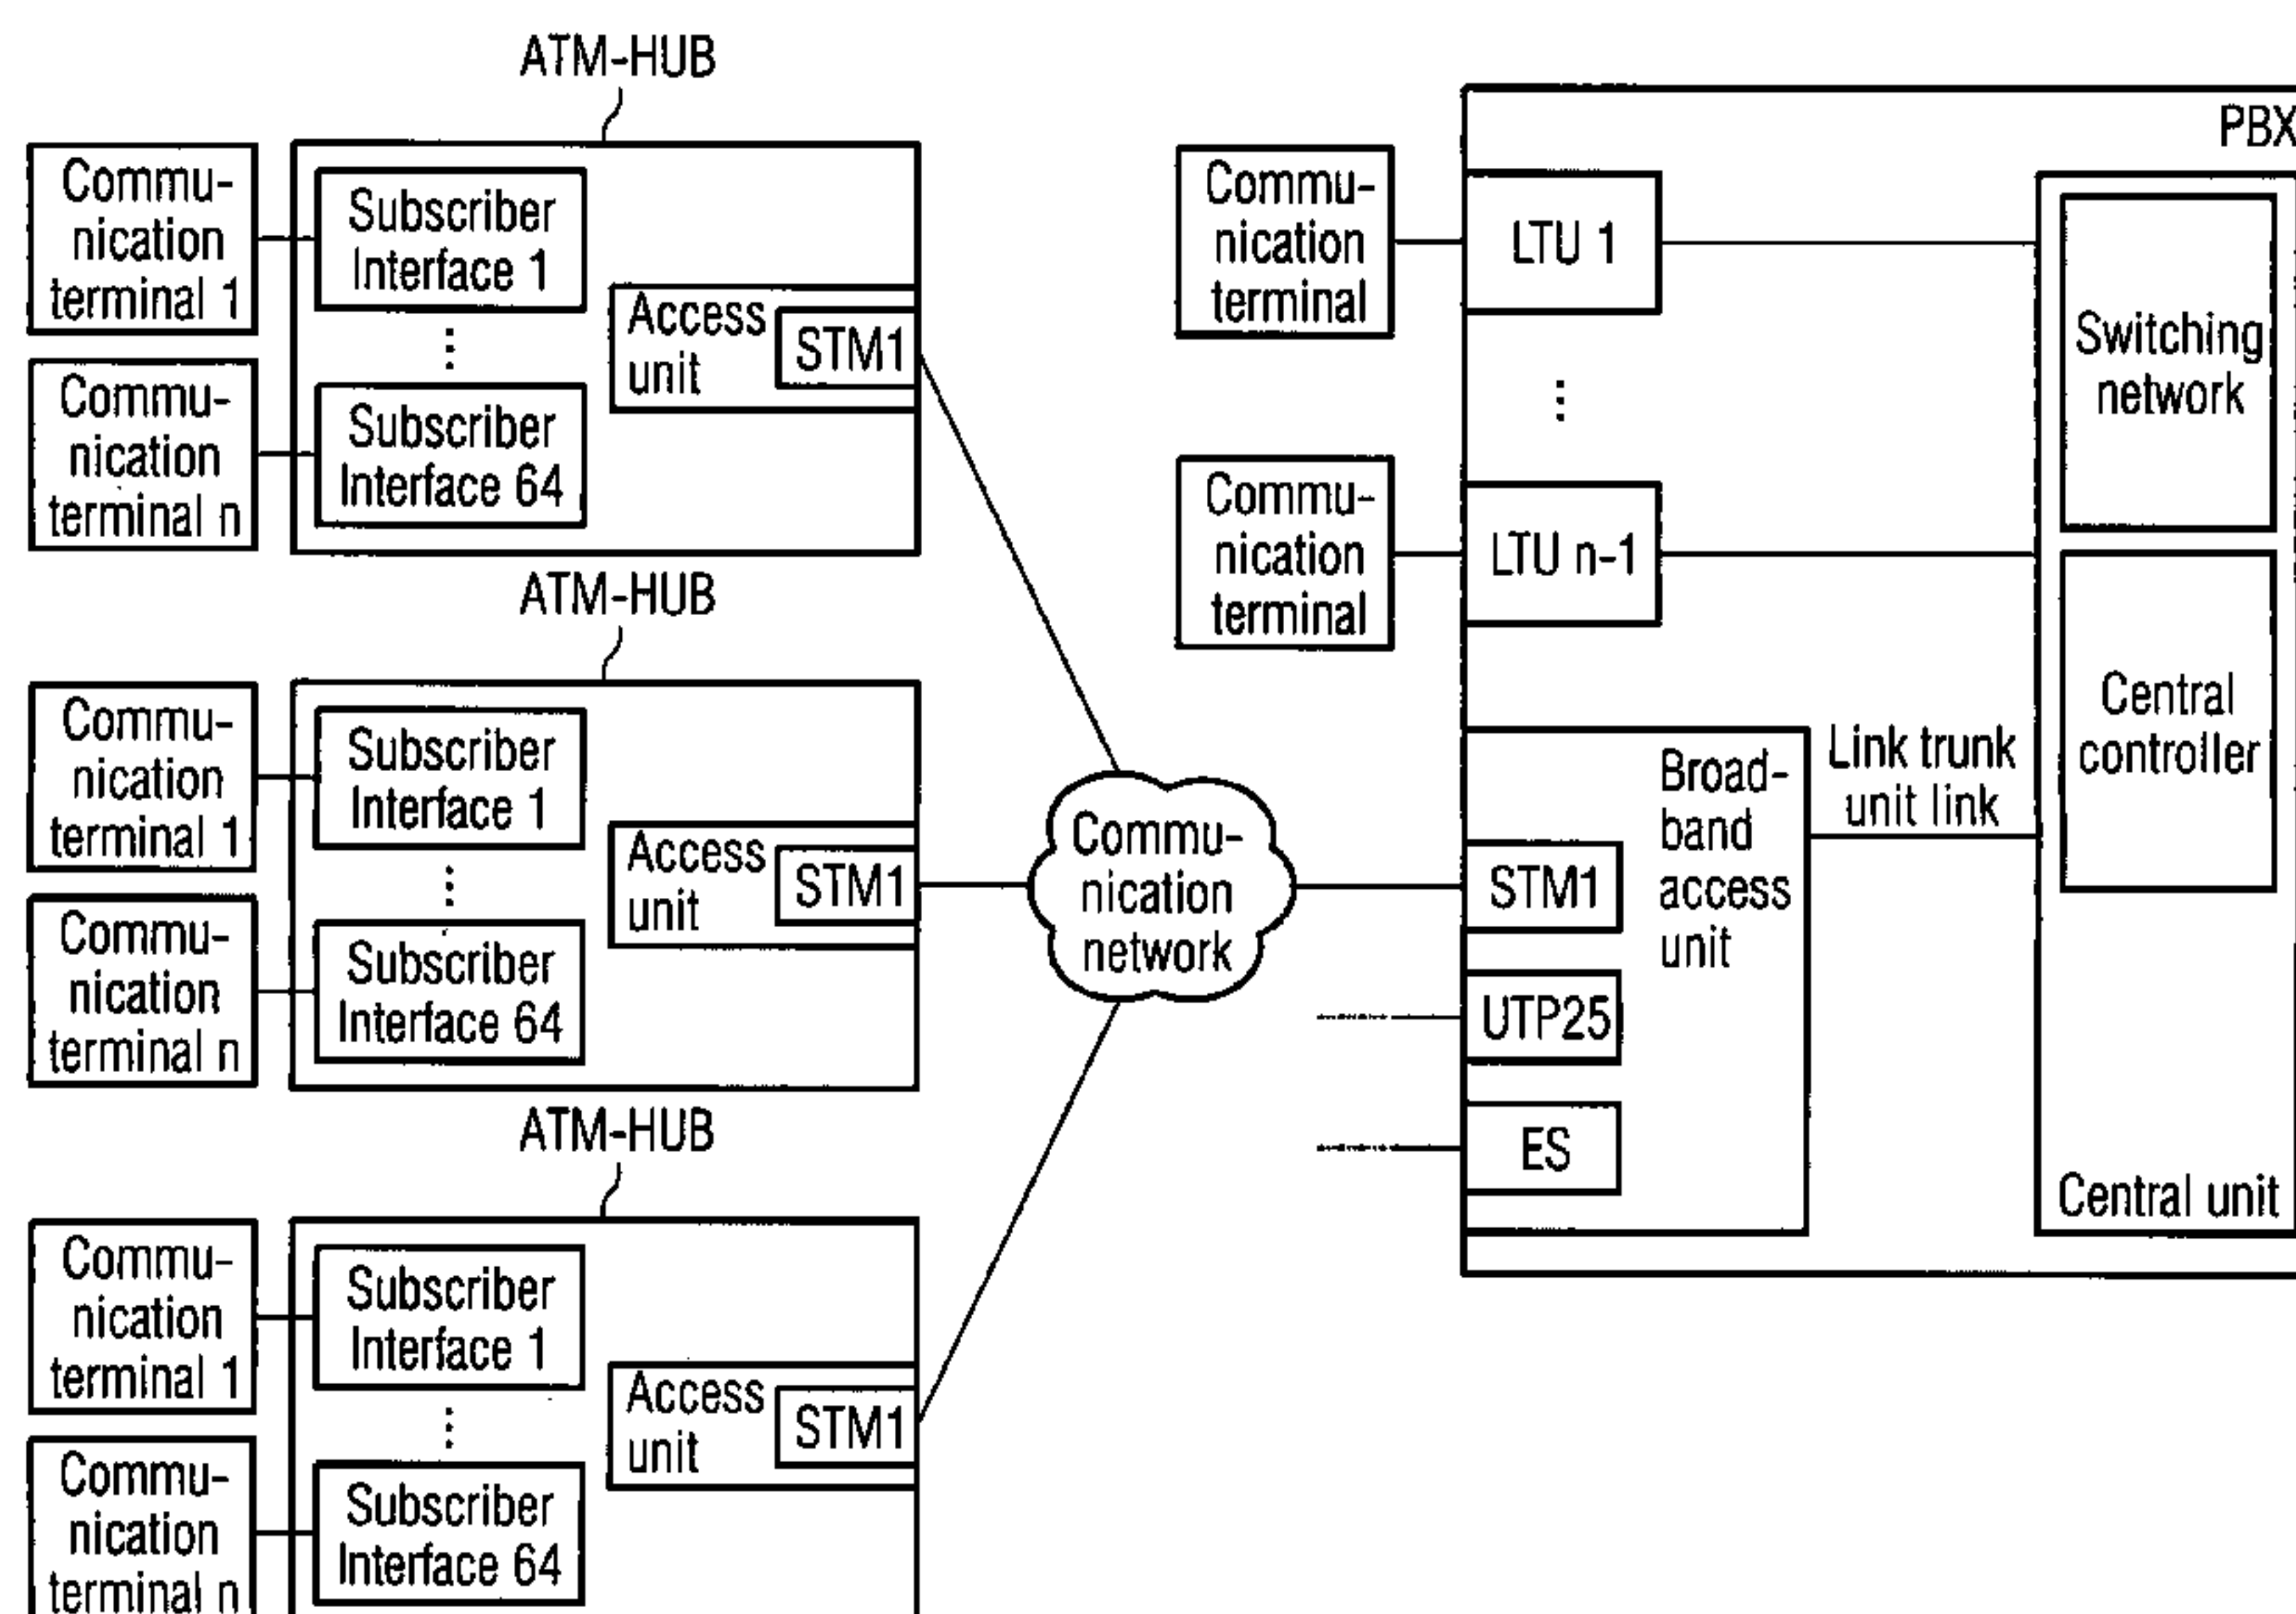 ATM-HUB
Commu-
nication
terminal 1
Subscriber
Interface 1
Access
unit
STM1
Commu-
nication
terminal n
Subscriber
Interface 64
ATM-HUB
Commu-
nication
terminal 1
Subscriber
Interface 1
Access
unit
STM1
Commu-
nication
terminal n
Subscriber
Interface 64
ATM-HUB
Commu-
nication
terminal 1
Subscriber
Interface 1
Access
unit
STM1
Commu-
nication
terminal n
Subscriber
Interface 64
Commu-
nication
network
PBX
Commu-
nication
terminal
LTU 1
Commu-
nication
terminal
LTU n-1
Broad-
band
access
unit
STM1
UTP25
ES
Link trunk
unit link
Switching
network
Central
controller
Central unit